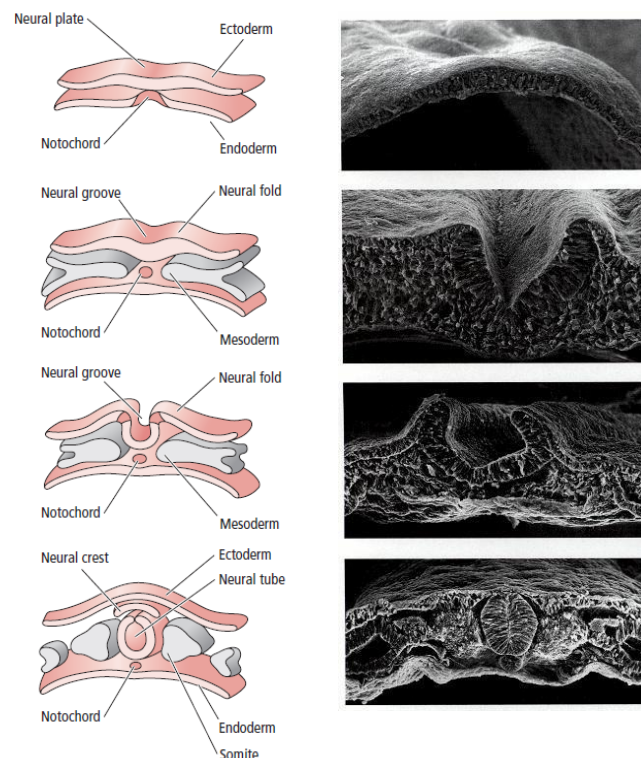 Neural plate
Ectoderm
Notochord
Endoderm
Neural groove
Neural fold
Notochord
Mesoderm
Neural groove
Neural fold
Notochord
Mesoderm
Neural crest
Ectoderm
Neural tube
Notochord
Endoderm
Somite